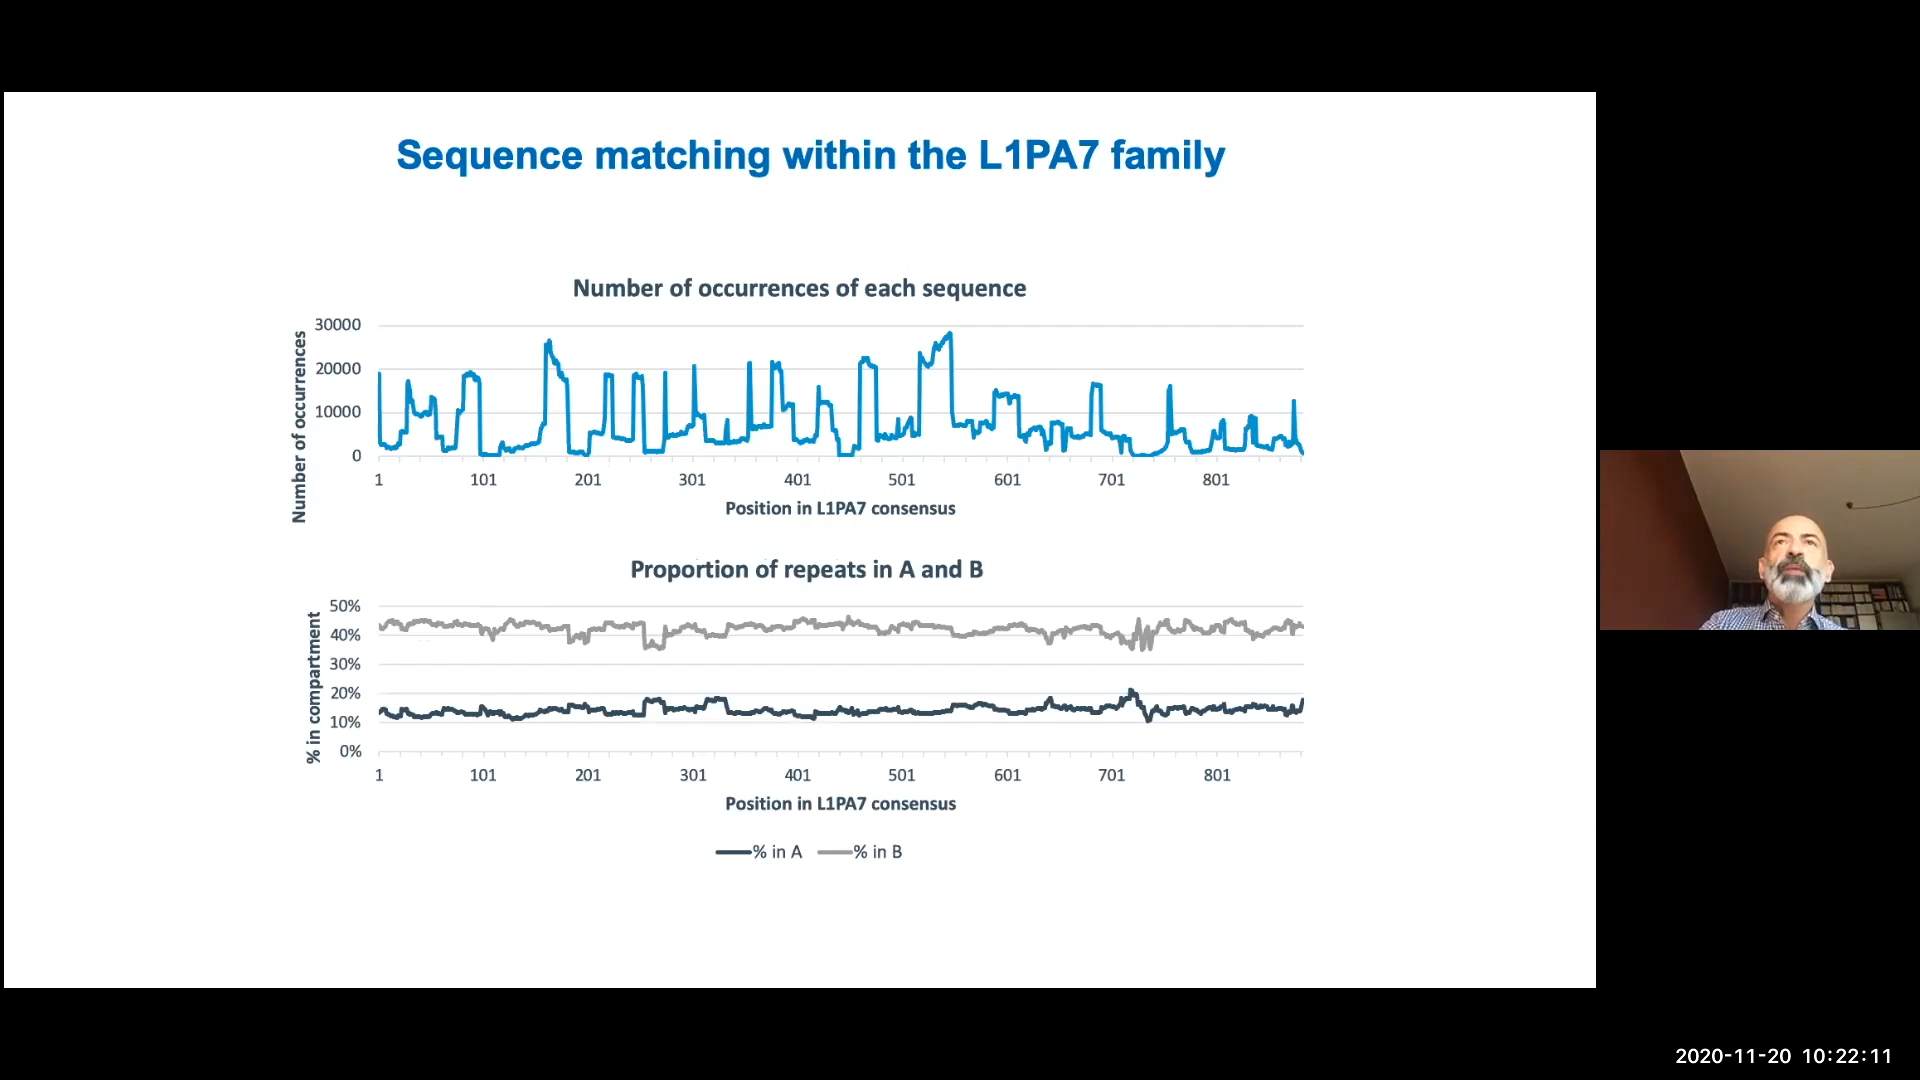 Sequence matching within the L1PA7 family
Number of occurrences of each sequence
Number of occurrences
30000
20000
10000
0
1 101 201 301 401 501 601 701 801
Position in L1PA7 consensus
Proportion of repeats in A and B
% in compartment
50%
40%
30%
20%
10%
0%
1 101 201 301 401 501 601 701 801
Position in L1PA7 consensus
% in A % in B
2020-11-20 10:22:11